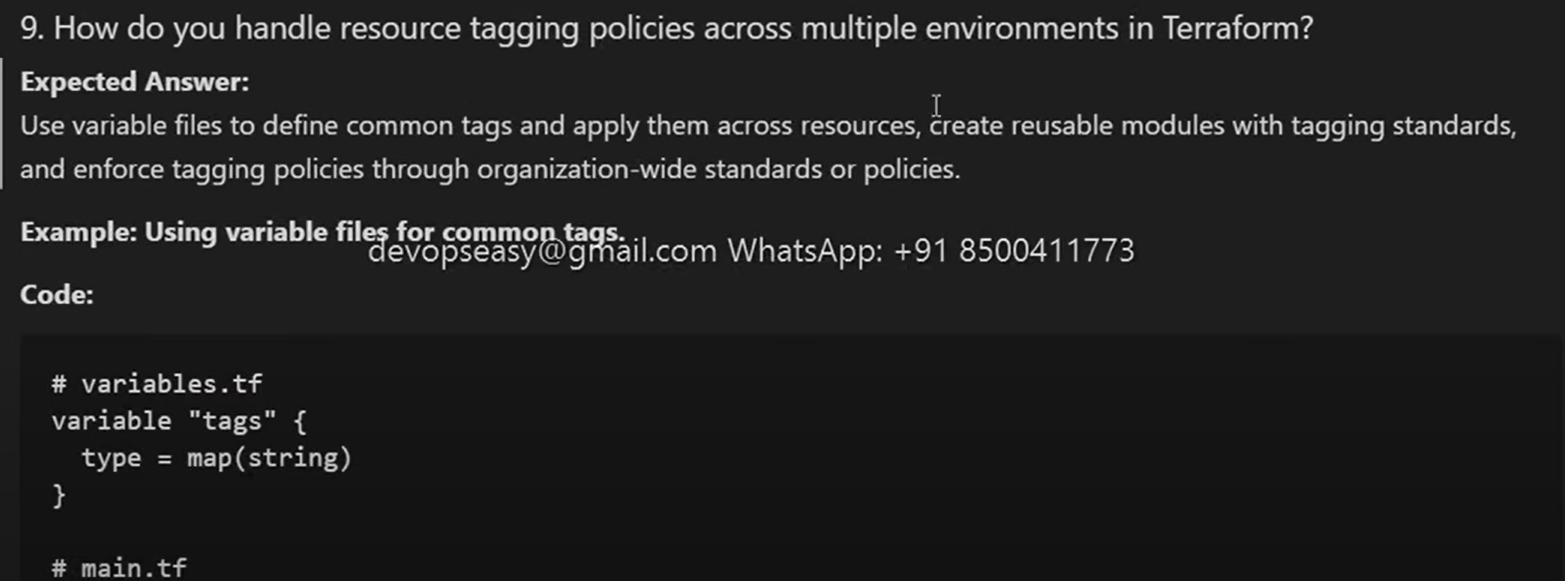 9. How do you handle resource tagging policies across multiple environments in Terraform?
Expected Answer:
Use variable files to define common tags and apply them across resources, create reusable modules with tagging standards,
and enforce tagging policies through organization-wide standards or policies.
Example: Using variable files for common tags.
devopseasy@gmail.com WhatsApp: +91 8500411773
Code:
# variables.tf
variable "tags" {
  type = map(string)
}
# main.tf